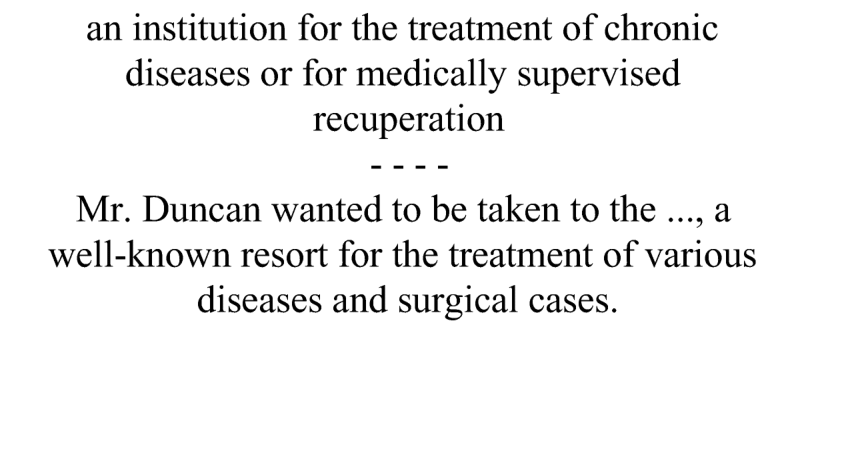 an institution for the treatment of chronic
diseases or for medically supervised
recuperation
- - - -
Mr. Duncan wanted to be taken to the ..., a
well-known resort for the treatment of various
diseases and surgical cases.